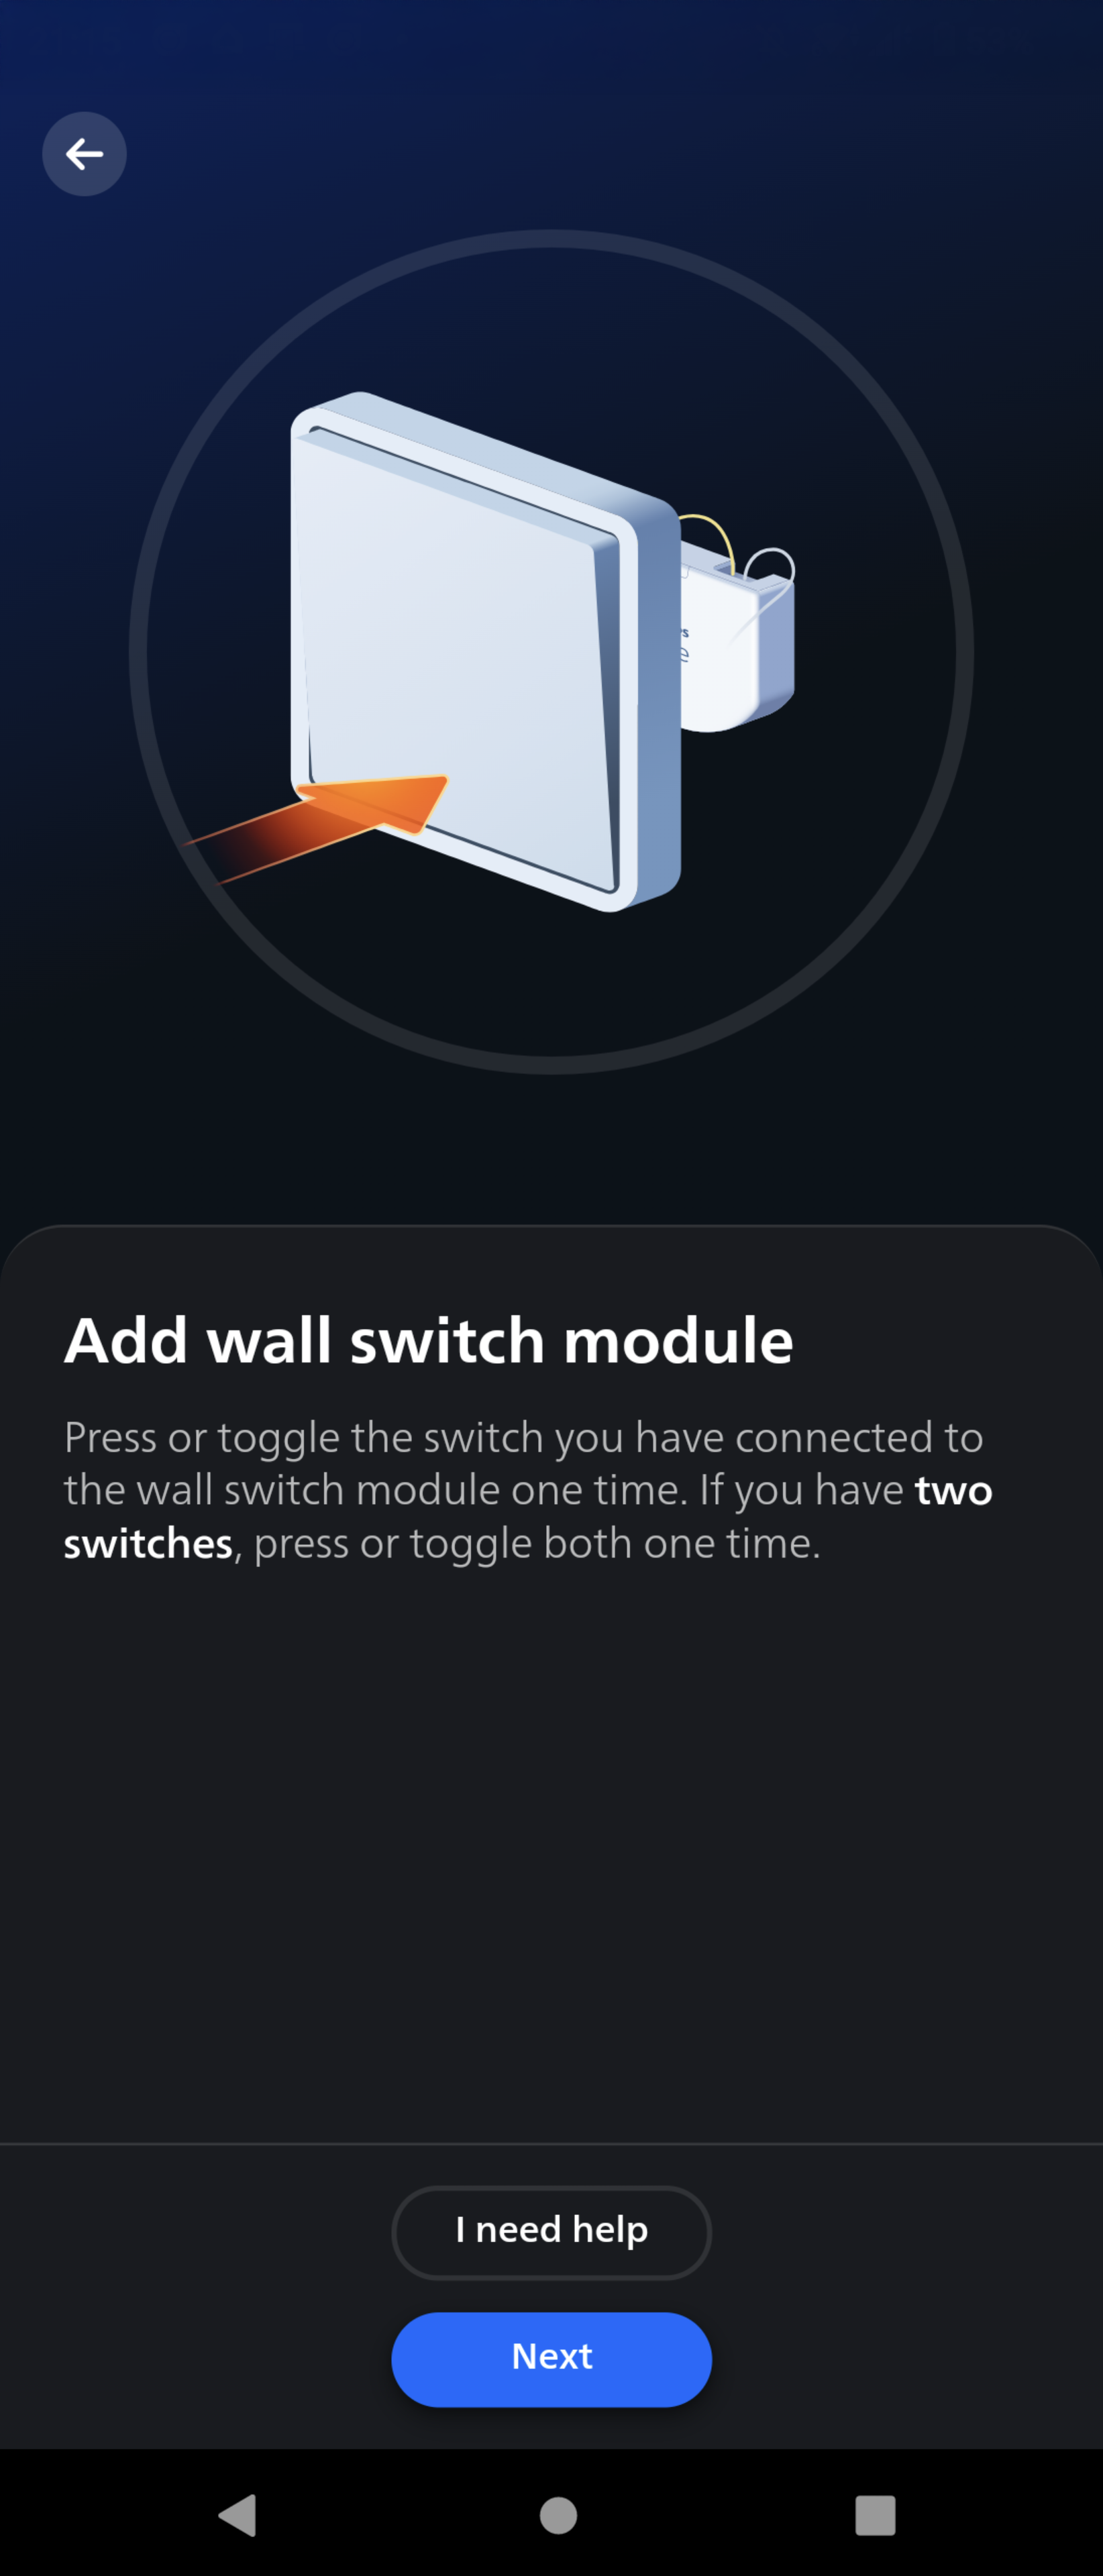 Add wall switch module
Press or toggle the switch you have connected to
the wall switch module one time. If you have two
switches, press or toggle both one time.
I need help
Next